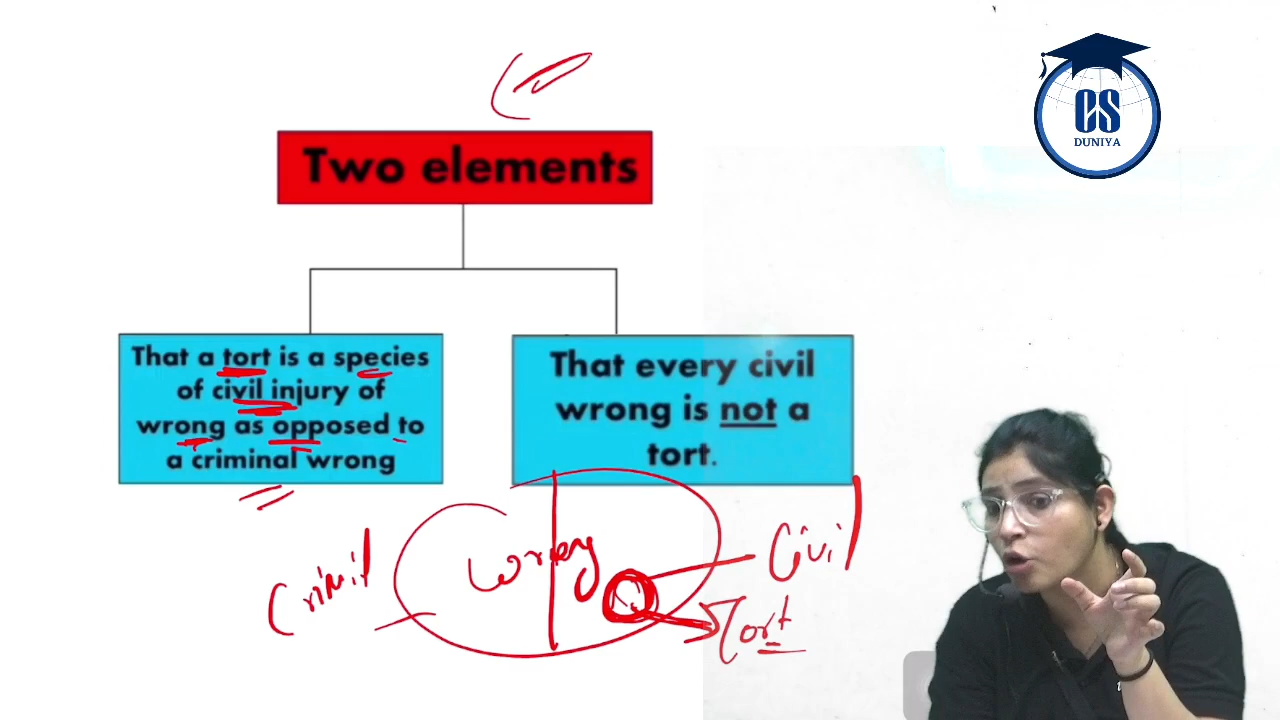 CS
DUNIYA
Two elements
That a tort is a species
of civil injury of
wrong as opposed to
a criminal wrong
That every civil
wrong is not a
tort.
wrong
Civil
Tort